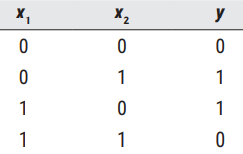 x₁ x₂ y
0 0 0
0 1 1
1 0 1
1 1 0